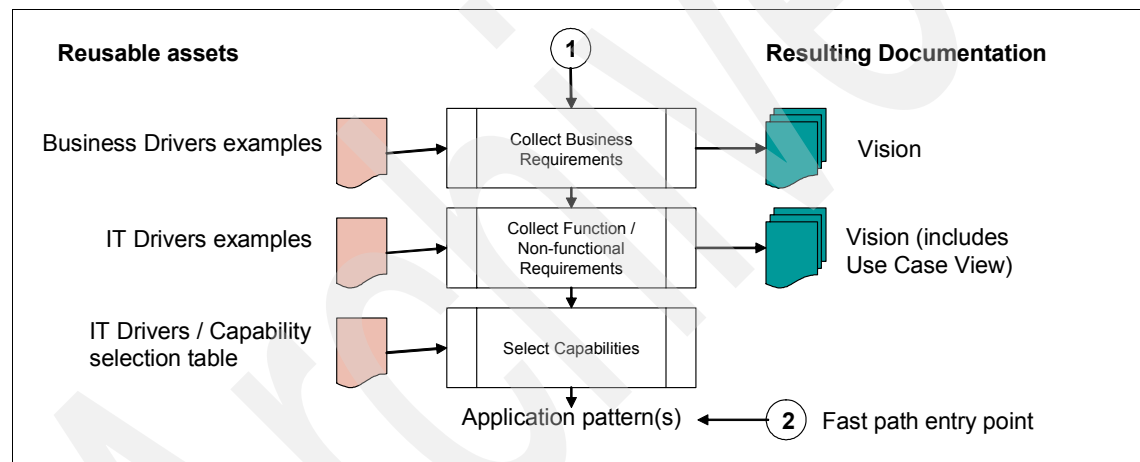 Reusable assets
1
Resulting Documentation
Business Drivers examples
Collect Business
Requirements
Vision
IT Drivers examples
Collect Function /
Non-functional
Requirements
Vision (includes
Use Case View)
IT Drivers / Capability
selection table
Select Capabilities
Application pattern(s)
2
Fast path entry point
Archive